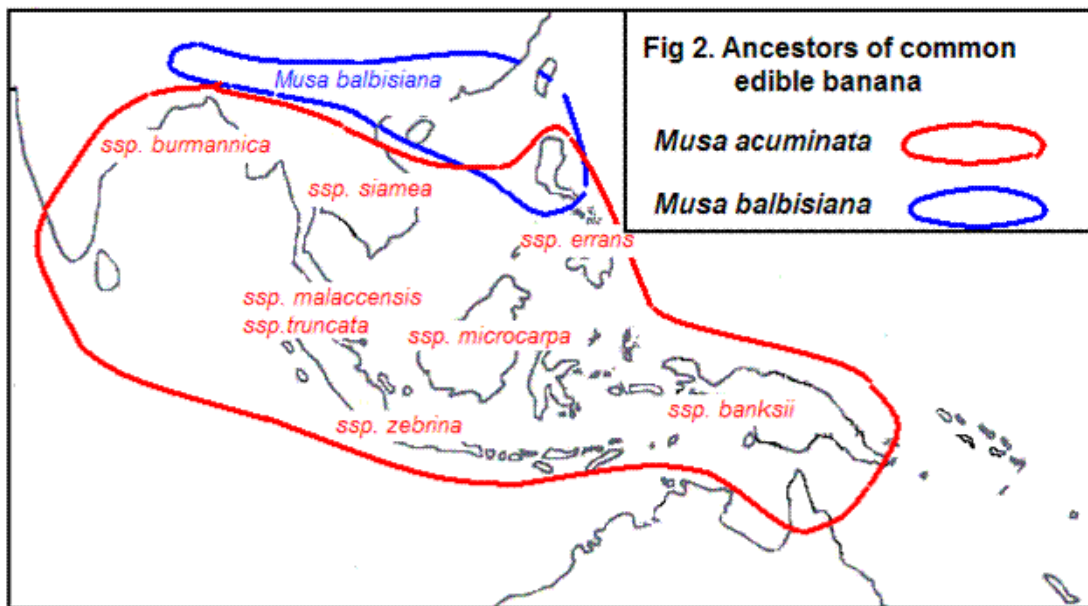 Fig 2. Ancestors of common
edible banana
Musa acuminata
Musa balbisiana
Musa balbisiana
ssp. burmannica
ssp. siamea
ssp. errans
ssp. malaccensis
ssp.truncata
ssp. microcarpa
ssp. banksii
ssp. zebrina